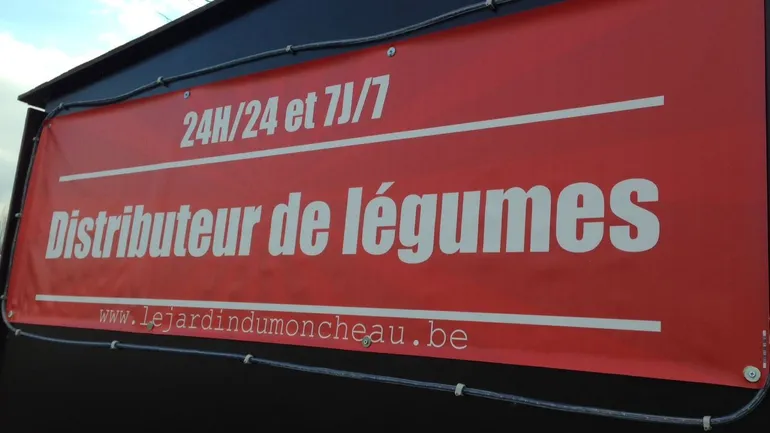 24H/24 et 7J/7
Distributeur de légumes
www.lejardindumoncheau.be